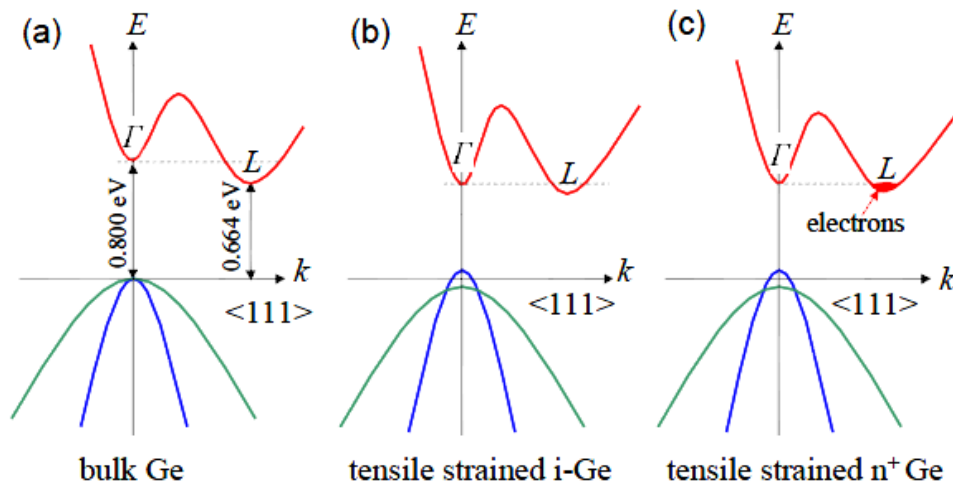 (a)
E
Γ
L
0.800 eV
0.664 eV
k
<111>
bulk Ge
(b)
E
Γ
L
k
<111>
tensile strained i-Ge
(c)
E
Γ
L
electrons
k
<111>
tensile strained n⁺ Ge